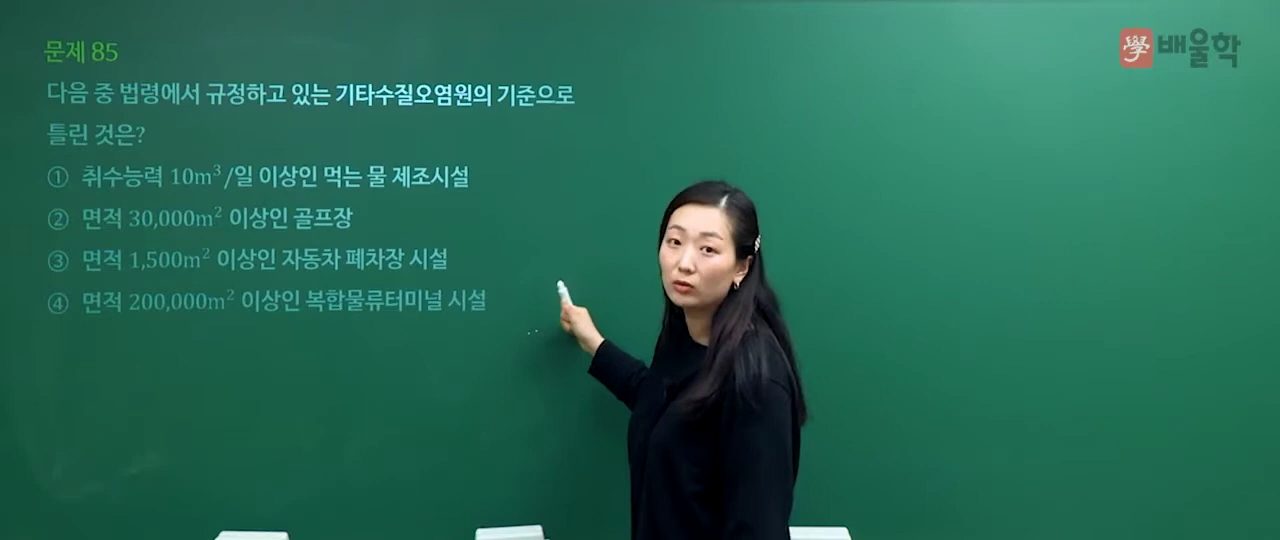 문제 85
學 배울학
다음 중 법령에서 규정하고 있는 기타수질오염원의 기준으로
틀린 것은?
① 취수능력 10m³/일 이상인 먹는 물 제조시설
② 면적 30,000m² 이상인 골프장
③ 면적 1,500m² 이상인 자동차 폐차장 시설
④ 면적 200,000m² 이상인 복합물류터미널 시설